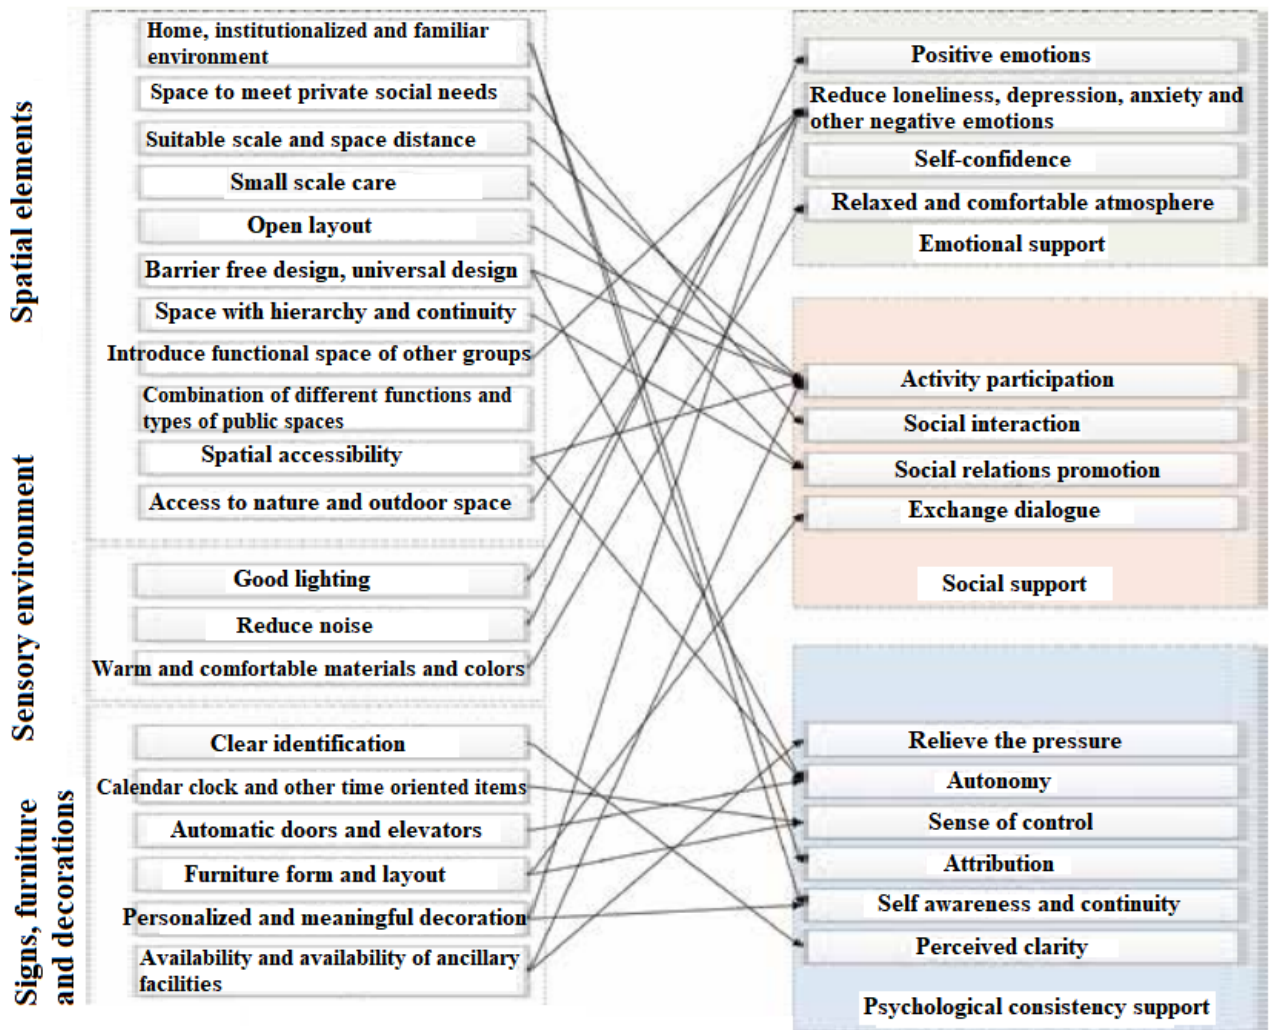 Spatial elements
Home, institutionalized and familiar
environment
Space to meet private social needs
Suitable scale and space distance
Small scale care
Open layout
Barrier free design, universal design
Space with hierarchy and continuity
Introduce functional space of other groups
Combination of different functions and
types of public spaces
Spatial accessibility
Access to nature and outdoor space
Sensory environment
Good lighting
Reduce noise
Warm and comfortable materials and colors
Signs, furniture
and decorations
Clear identification
Calendar clock and other time oriented items
Automatic doors and elevators
Furniture form and layout
Personalized and meaningful decoration
Availability and availability of ancillary
facilities
Positive emotions
Reduce loneliness, depression, anxiety and
other negative emotions
Self-confidence
Relaxed and comfortable atmosphere
Emotional support
Activity participation
Social interaction
Social relations promotion
Exchange dialogue
Social support
Relieve the pressure
Autonomy
Sense of control
Attribution
Self awareness and continuity
Perceived clarity
Psychological consistency support